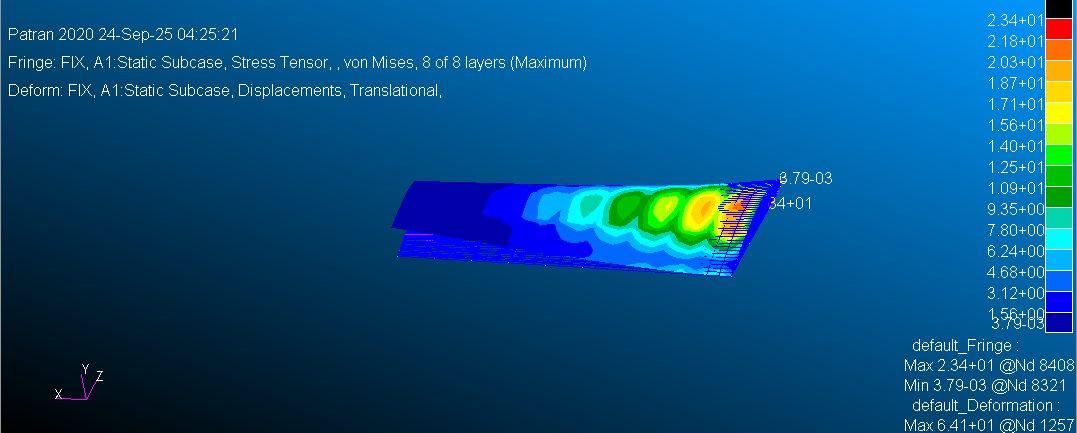 Patran 2020 24-Sep-25 04:25:21
Fringe: FIX, A1:Static Subcase, Stress Tensor, , von Mises, 8 of 8 layers (Maximum)
Deform: FIX, A1:Static Subcase, Displacements, Translational,
2.34+01
2.18+01
2.03+01
1.87+01
1.71+01
1.56+01
1.40+01
1.25+01
1.09+01
9.35+00
7.80+00
6.24+00
4.68+00
3.12+00
1.56+00
3.79-03
3.79-03
34+01
Y
Z
X
default_Fringe :
Max 2.34+01 @Nd 8408
Min 3.79-03 @Nd 8321
default_Deformation :
Max 6.41+01 @Nd 1257